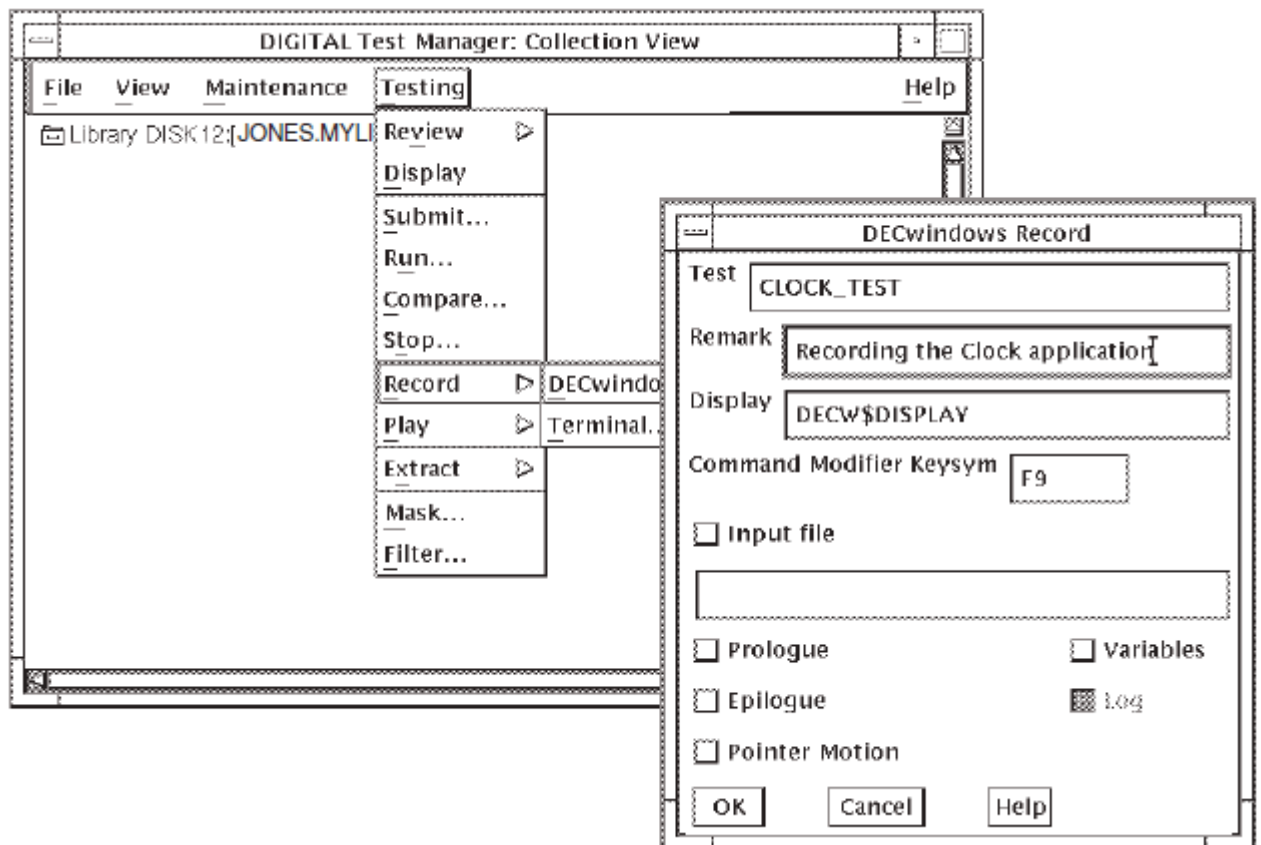 DIGITAL Test Manager: Collection View
File View Maintenance Testing Help
Library DISK12:[JONES.MYLI
Review
Display
Submit...
Run...
Compare...
Stop...
Record
Play
Extract
Mask...
Filter...
DECwindo
Terminal..
DECwindows Record
Test CLOCK_TEST
Remark Recording the Clock application
Display DECW$DISPLAY
Command Modifier Keysym F9
Input file
Prologue Variables
Epilogue Log
Pointer Motion
OK Cancel Help